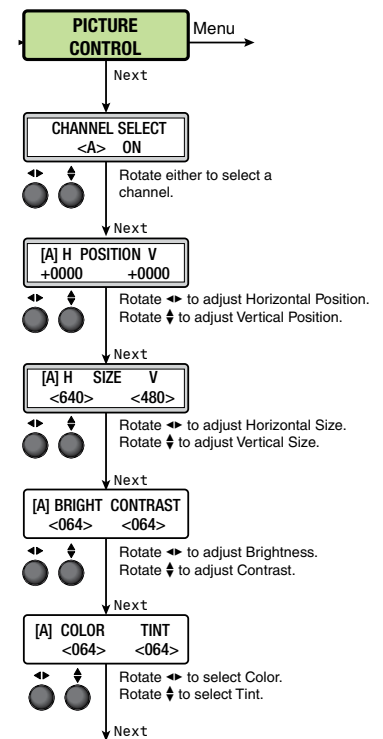 PICTURE
CONTROL
Menu
Next
CHANNEL SELECT
<A> ON
Rotate either to select a
channel.
Next
[A] H POSITION V
+0000 +0000
Rotate ◂▸ to adjust Horizontal Position.
Rotate ▴▾ to adjust Vertical Position.
Next
[A] H SIZE V
<640> <480>
Rotate ◂▸ to adjust Horizontal Size.
Rotate ▴▾ to adjust Vertical Size.
Next
[A] BRIGHT CONTRAST
<064> <064>
Rotate ◂▸ to adjust Brightness.
Rotate ▴▾ to adjust Contrast.
Next
[A] COLOR TINT
<064> <064>
Rotate ◂▸ to select Color.
Rotate ▴▾ to select Tint.
Next